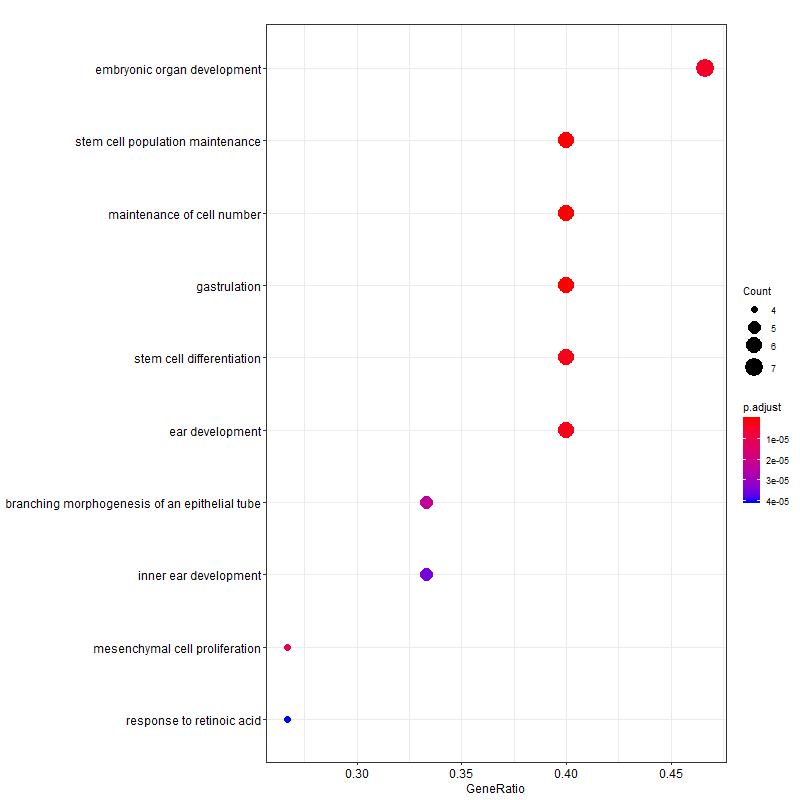 embryonic organ development
stem cell population maintenance
maintenance of cell number
gastrulation
stem cell differentiation
ear development
branching morphogenesis of an epithelial tube
inner ear development
mesenchymal cell proliferation
response to retinoic acid
0.30 0.35 0.40 0.45
GeneRatio
Count
4
5
6
7
p.adjust
1e-05
2e-05
3e-05
4e-05